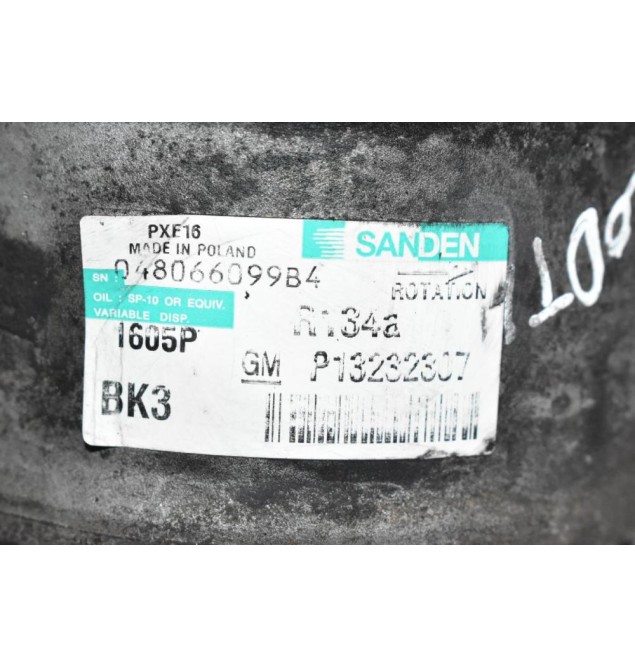 PXE16
MADE IN POLAND
SANDEN
SN : 048066099B4
ROTATION
OIL : SP-10 OR EQUIV.
VARIABLE DISP.
R134a
1605P
GM P13232307
BK3